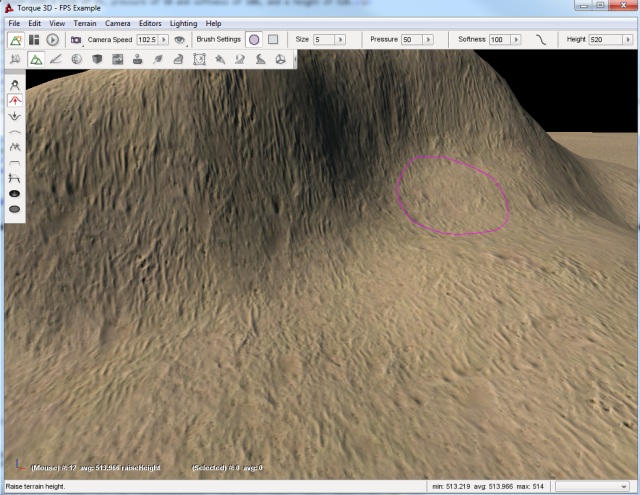 Torque 3D - FPS Example
File Edit View Terrain Camera Editors Lighting Help
Camera Speed 102.5 Brush Settings Size 5 Pressure 50 Softness 100 Height 520
(Mouse) #: 12 avg: 513.966 raiseHeight (Selected) #: 0 avg: 0
Raise terrain height. min: 513.219 avg: 513.966 max: 514